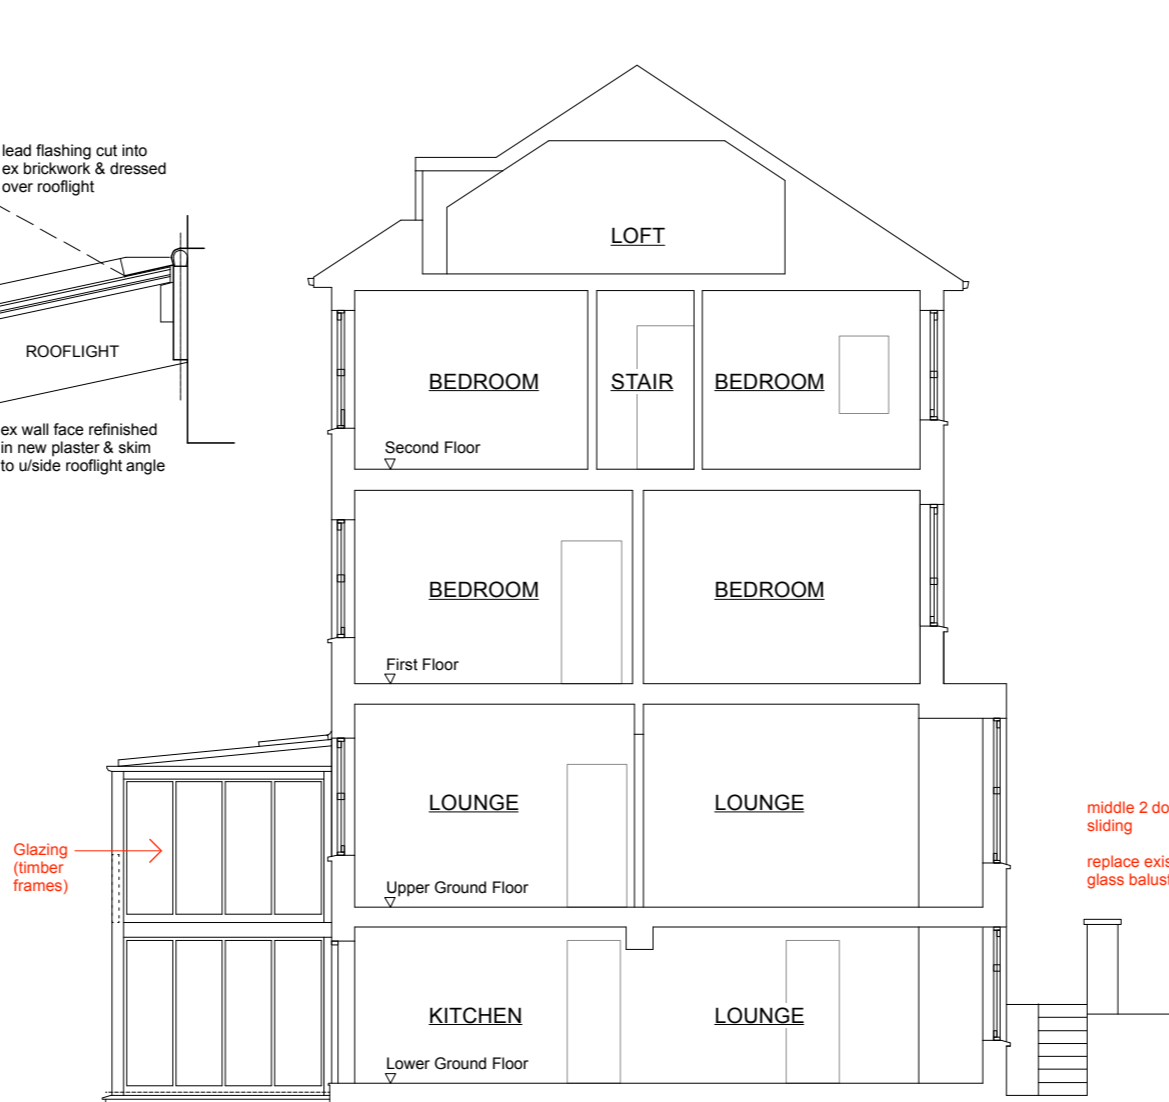 lead flashing cut into
ex brickwork & dressed
over rooflight
ROOFLIGHT
ex wall face refinished
in new plaster & skim
to u/side rooflight angle
LOFT
BEDROOM
STAIR
BEDROOM
Second Floor
BEDROOM
BEDROOM
First Floor
LOUNGE
LOUNGE
Upper Ground Floor
Glazing
(timber
frames)
middle 2 do
sliding
replace exis
glass balust
KITCHEN
LOUNGE
Lower Ground Floor